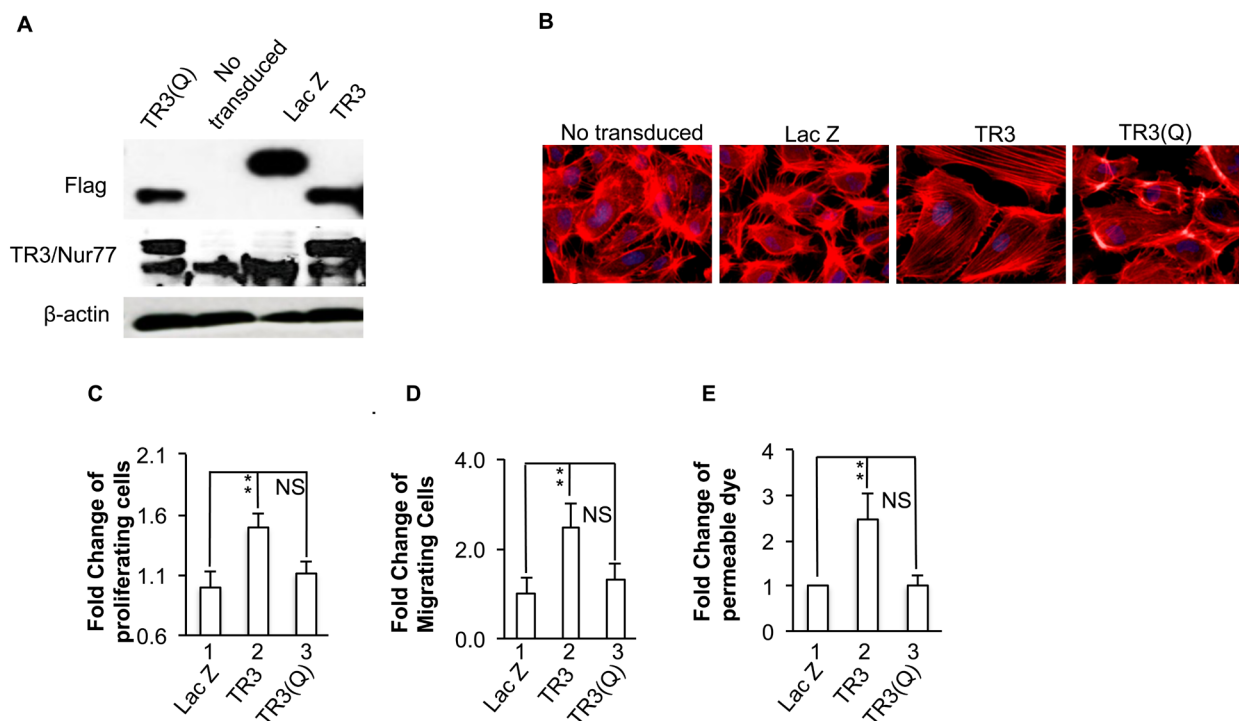 A
TR3(Q)
No
transduced
Lac Z
TR3
Flag
TR3/Nur77
β-actin
B
No transduced
Lac Z
TR3
TR3(Q)
C
Fold Change of
proliferating cells
2.1
1.6
1.1
0.6
**
NS
1
2
3
Lac Z
TR3
TR3(Q)
D
Fold Change of
Migrating Cells
4.0
2.0
0.0
**
NS
1
2
3
Lac Z
TR3
TR3(Q)
E
Fold Change of
permeable dye
4
3
2
1
0
**
NS
1
2
3
Lac Z
TR3
TR3(Q)